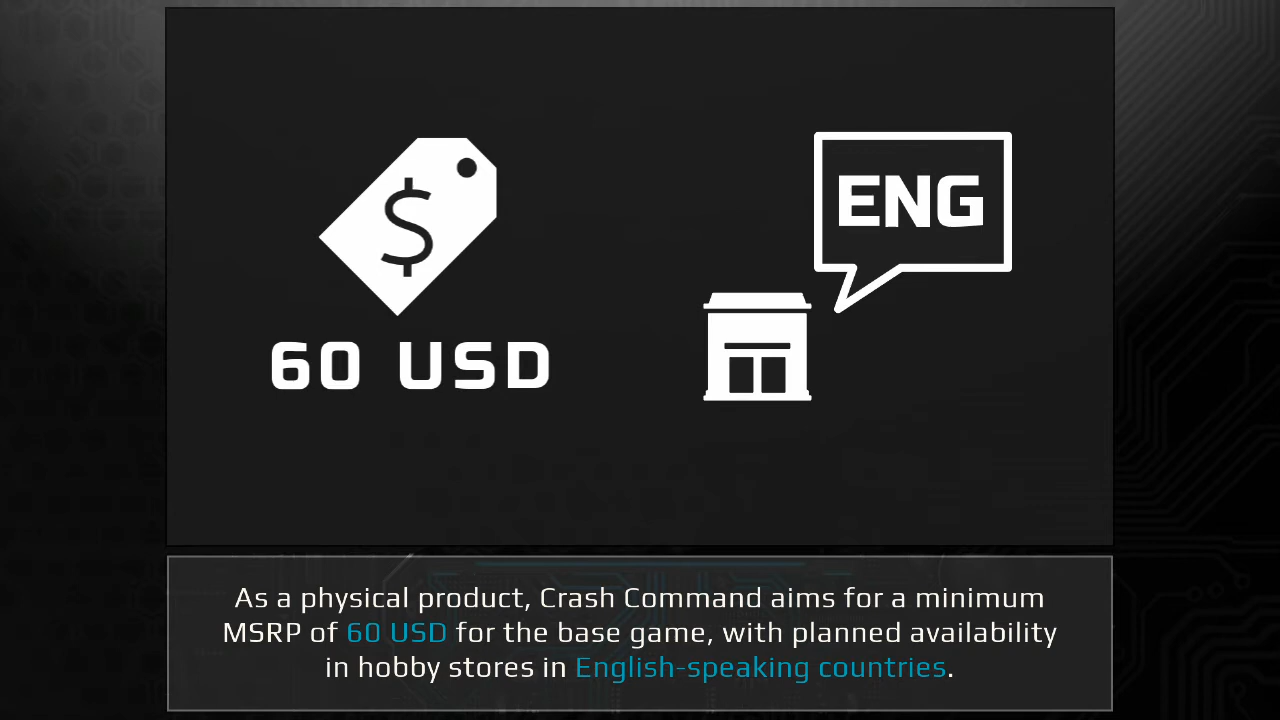 $
ENG
60 USD
As a physical product, Crash Command aims for a minimum
MSRP of 60 USD for the base game, with planned availability
in hobby stores in English-speaking countries.